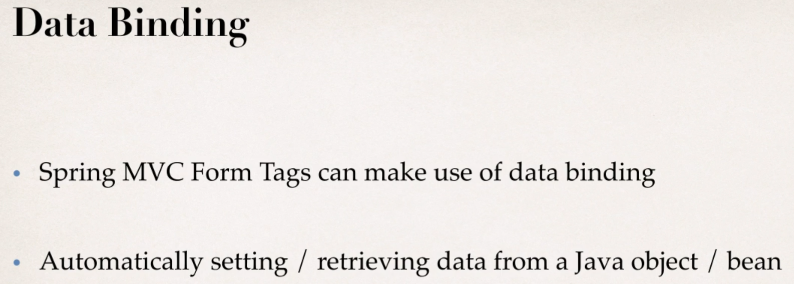 Data Binding
• Spring MVC Form Tags can make use of data binding
• Automatically setting / retrieving data from a Java object / bean